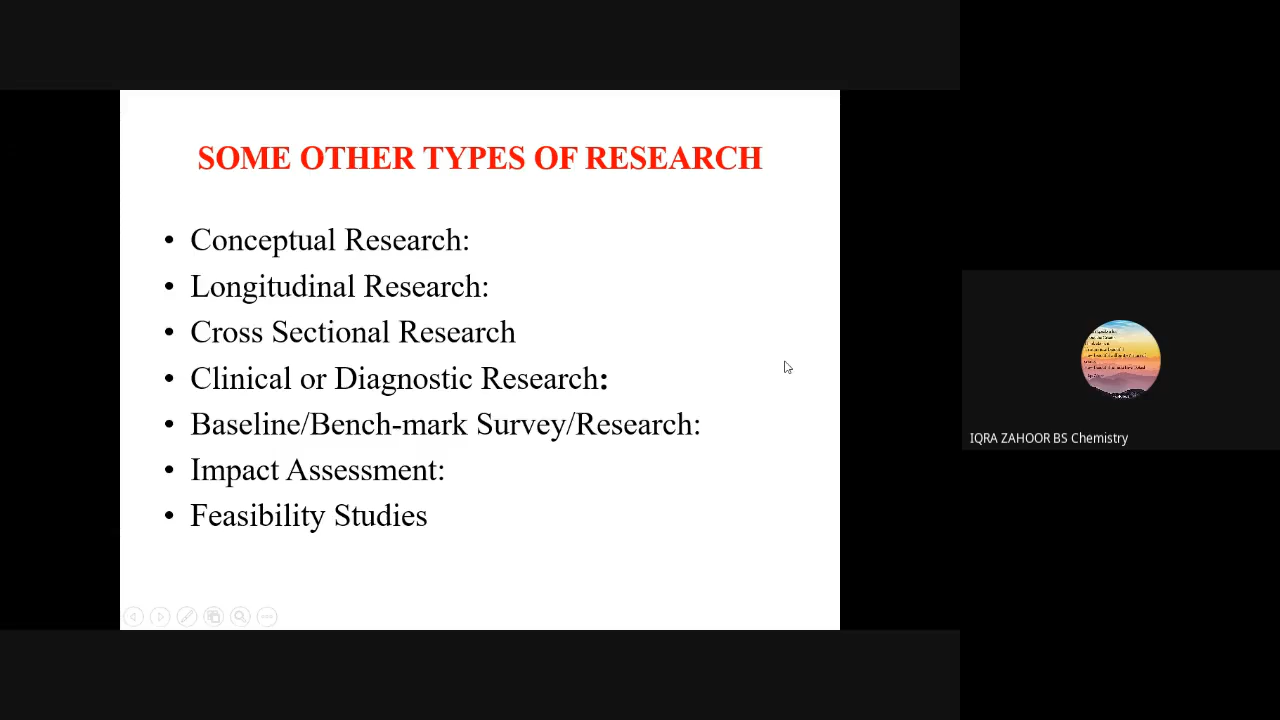 SOME OTHER TYPES OF RESEARCH
• Conceptual Research:
• Longitudinal Research:
• Cross Sectional Research
• Clinical or Diagnostic Research:
• Baseline/Bench-mark Survey/Research:
• Impact Assessment:
• Feasibility Studies
IQRA ZAHOOR BS Chemistry